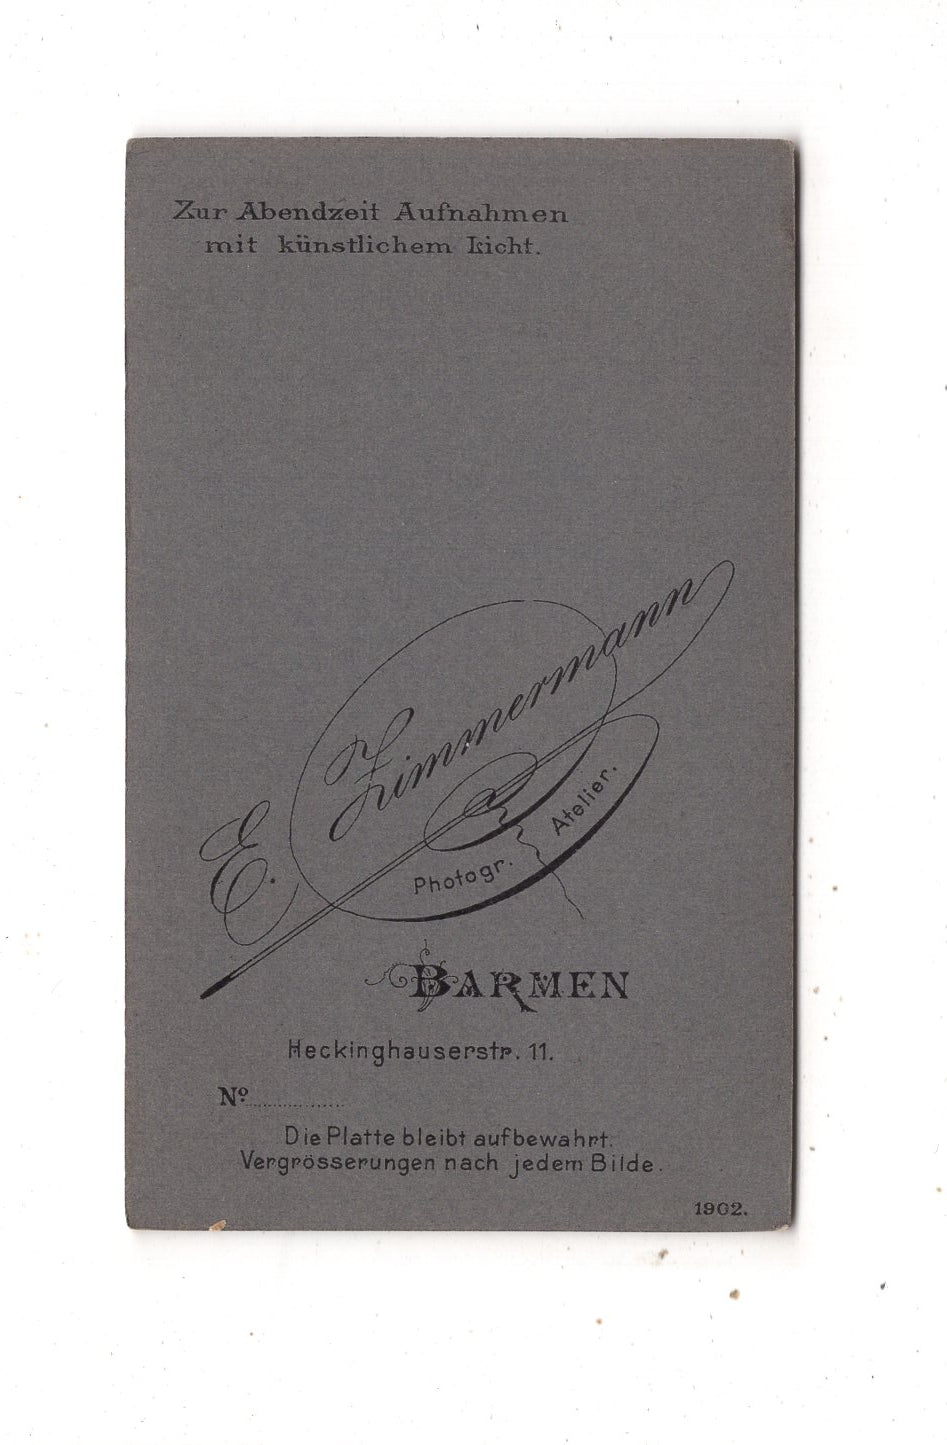 Zur Abendzeit Aufnahmen
mit künstlichem Licht.
E. Zimmermann
Photogr. Atelier.
BARMEN
Heckinghauserstr. 11.
Nº
Die Platte bleibt aufbewahrt.
Vergrösserungen nach jedem Bilde.
1902.